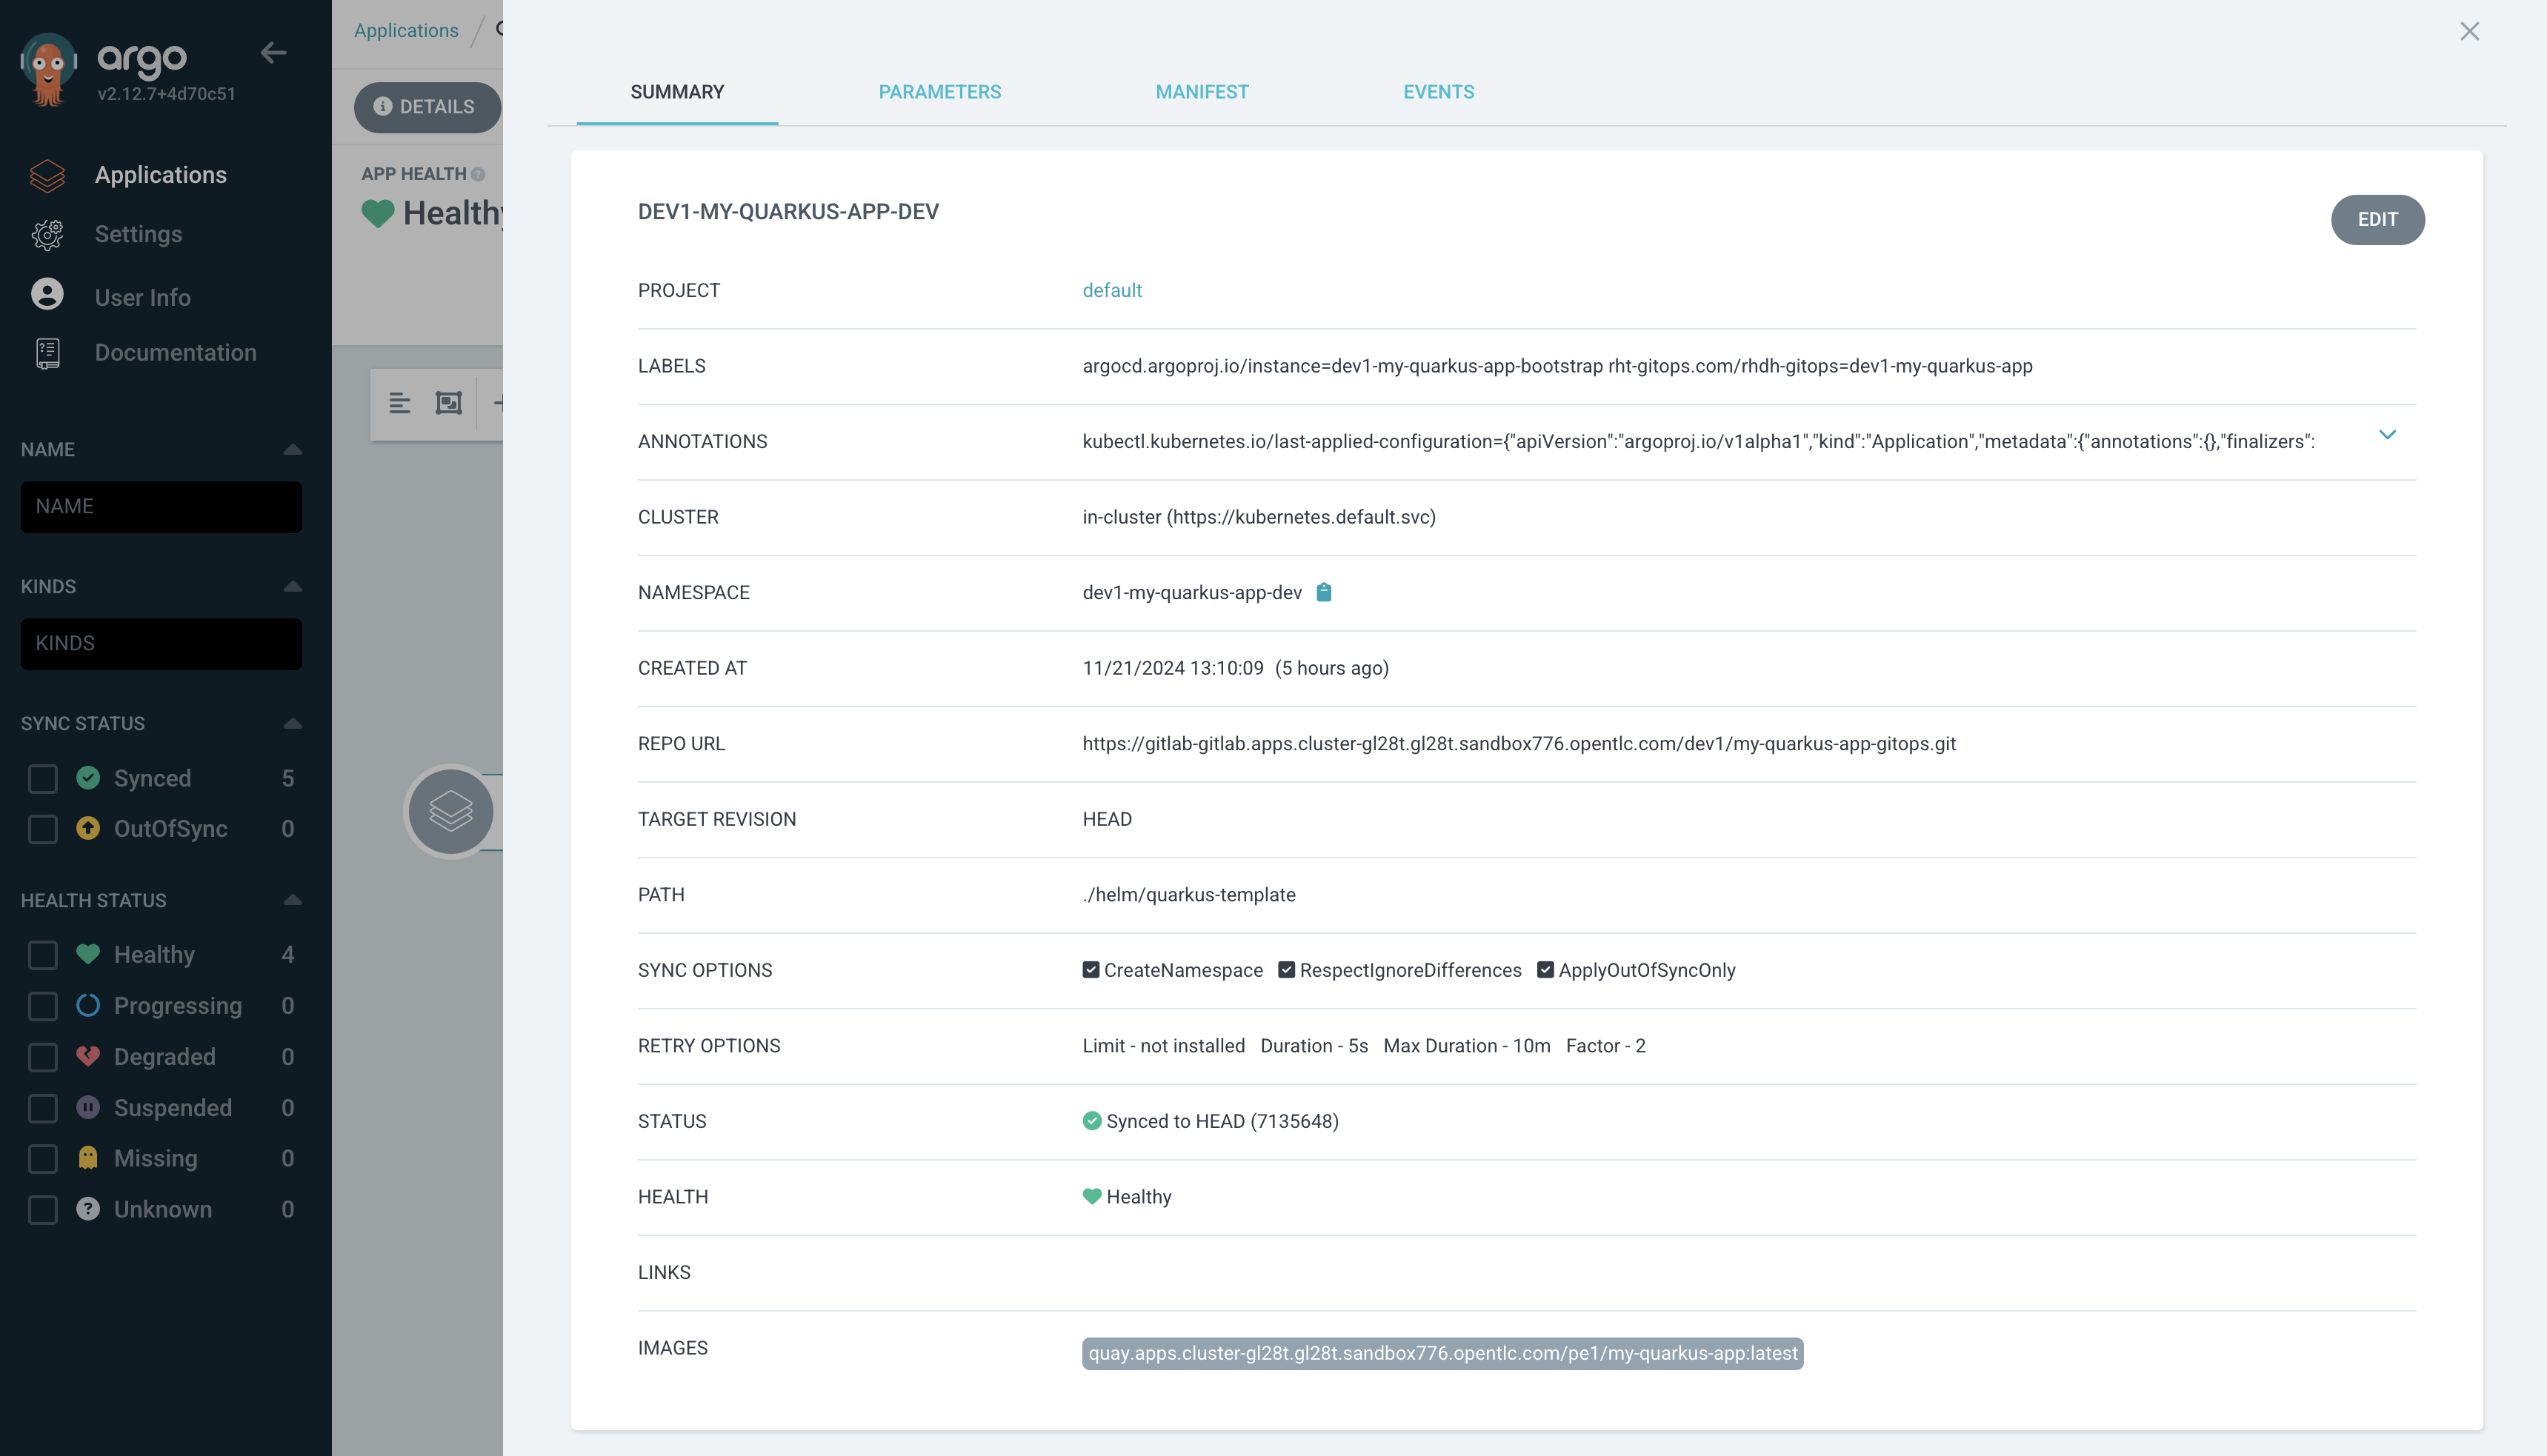 argo
v2.12.7+4d70c51
Applications
Settings
User Info
Documentation
NAME
NAME
KINDS
KINDS
SYNC STATUS
Synced 5
OutOfSync 0
HEALTH STATUS
Healthy 4
Progressing 0
Degraded 0
Suspended 0
Missing 0
Unknown 0
Applications /
DETAILS
APP HEALTH
Healthy
SUMMARY PARAMETERS MANIFEST EVENTS
DEV1-MY-QUARKUS-APP-DEV
EDIT
PROJECT default
LABELS argocd.argoproj.io/instance=dev1-my-quarkus-app-bootstrap rht-gitops.com/rhdh-gitops=dev1-my-quarkus-app
ANNOTATIONS kubectl.kubernetes.io/last-applied-configuration={"apiVersion":"argoproj.io/v1alpha1","kind":"Application","metadata":{"annotations":{},"finalizers":
CLUSTER in-cluster (https://kubernetes.default.svc)
NAMESPACE dev1-my-quarkus-app-dev
CREATED AT 11/21/2024 13:10:09 (5 hours ago)
REPO URL https://gitlab-gitlab.apps.cluster-gl28t.gl28t.sandbox776.opentlc.com/dev1/my-quarkus-app-gitops.git
TARGET REVISION HEAD
PATH ./helm/quarkus-template
SYNC OPTIONS CreateNamespace RespectIgnoreDifferences ApplyOutOfSyncOnly
RETRY OPTIONS Limit - not installed Duration - 5s Max Duration - 10m Factor - 2
STATUS Synced to HEAD (7135648)
HEALTH Healthy
LINKS
IMAGES quay.apps.cluster-gl28t.gl28t.sandbox776.opentlc.com/pe1/my-quarkus-app:latest